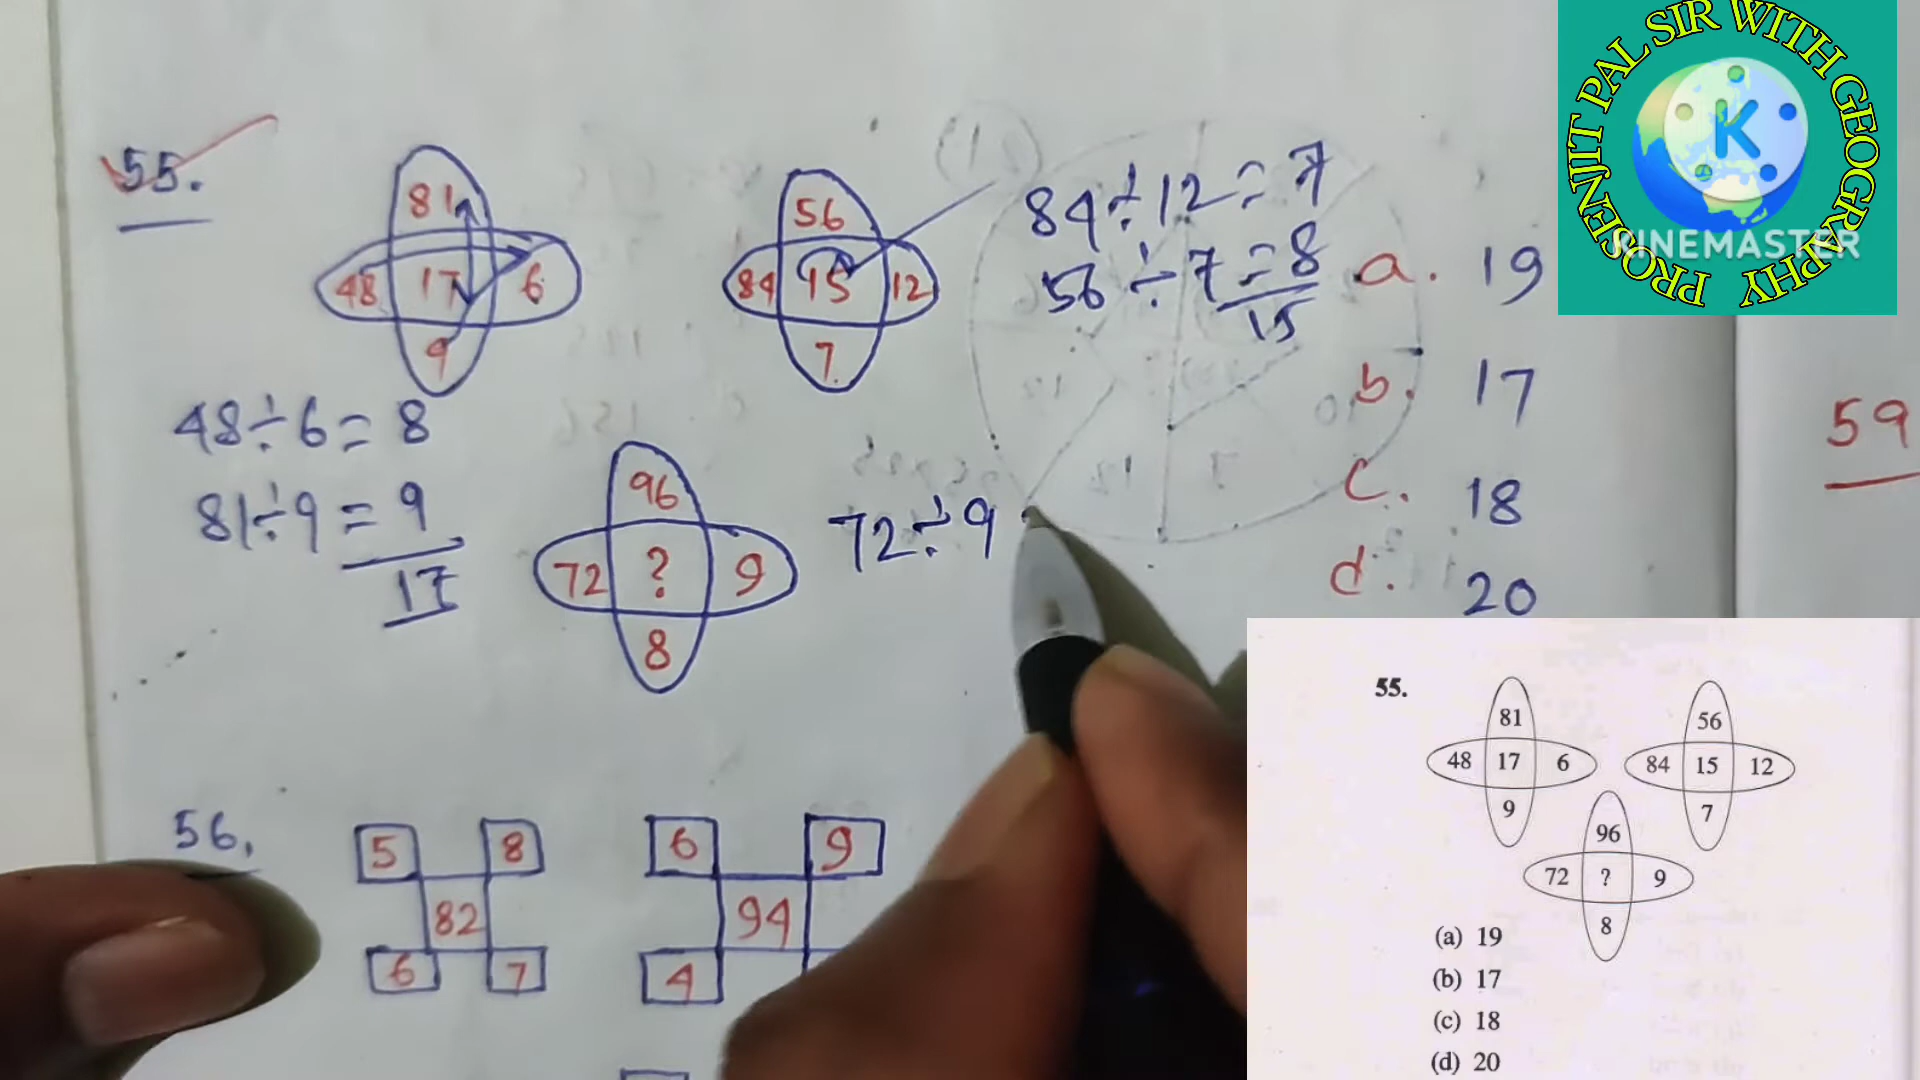 PROSENJIT PAL SIR WITH GEOGRAPHY
K
KINEMASTER
55.
81
48 17 6
9
56
84 15 12
7
84÷12=7
56÷7=8
15
a. 19
b. 17
c. 18
d. 20
59
48÷6=8
81÷9=9
17
96
72 ? 9
8
72÷9
56.
5 8
82
6 7
6 9
94
4
55.
81
48 17 6
9
56
84 15 12
7
96
72 ? 9
8
(a) 19
(b) 17
(c) 18
(d) 20